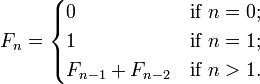 F_n = { 0 if n = 0;
1 if n = 1;
F_{n-1} + F_{n-2} if n > 1.